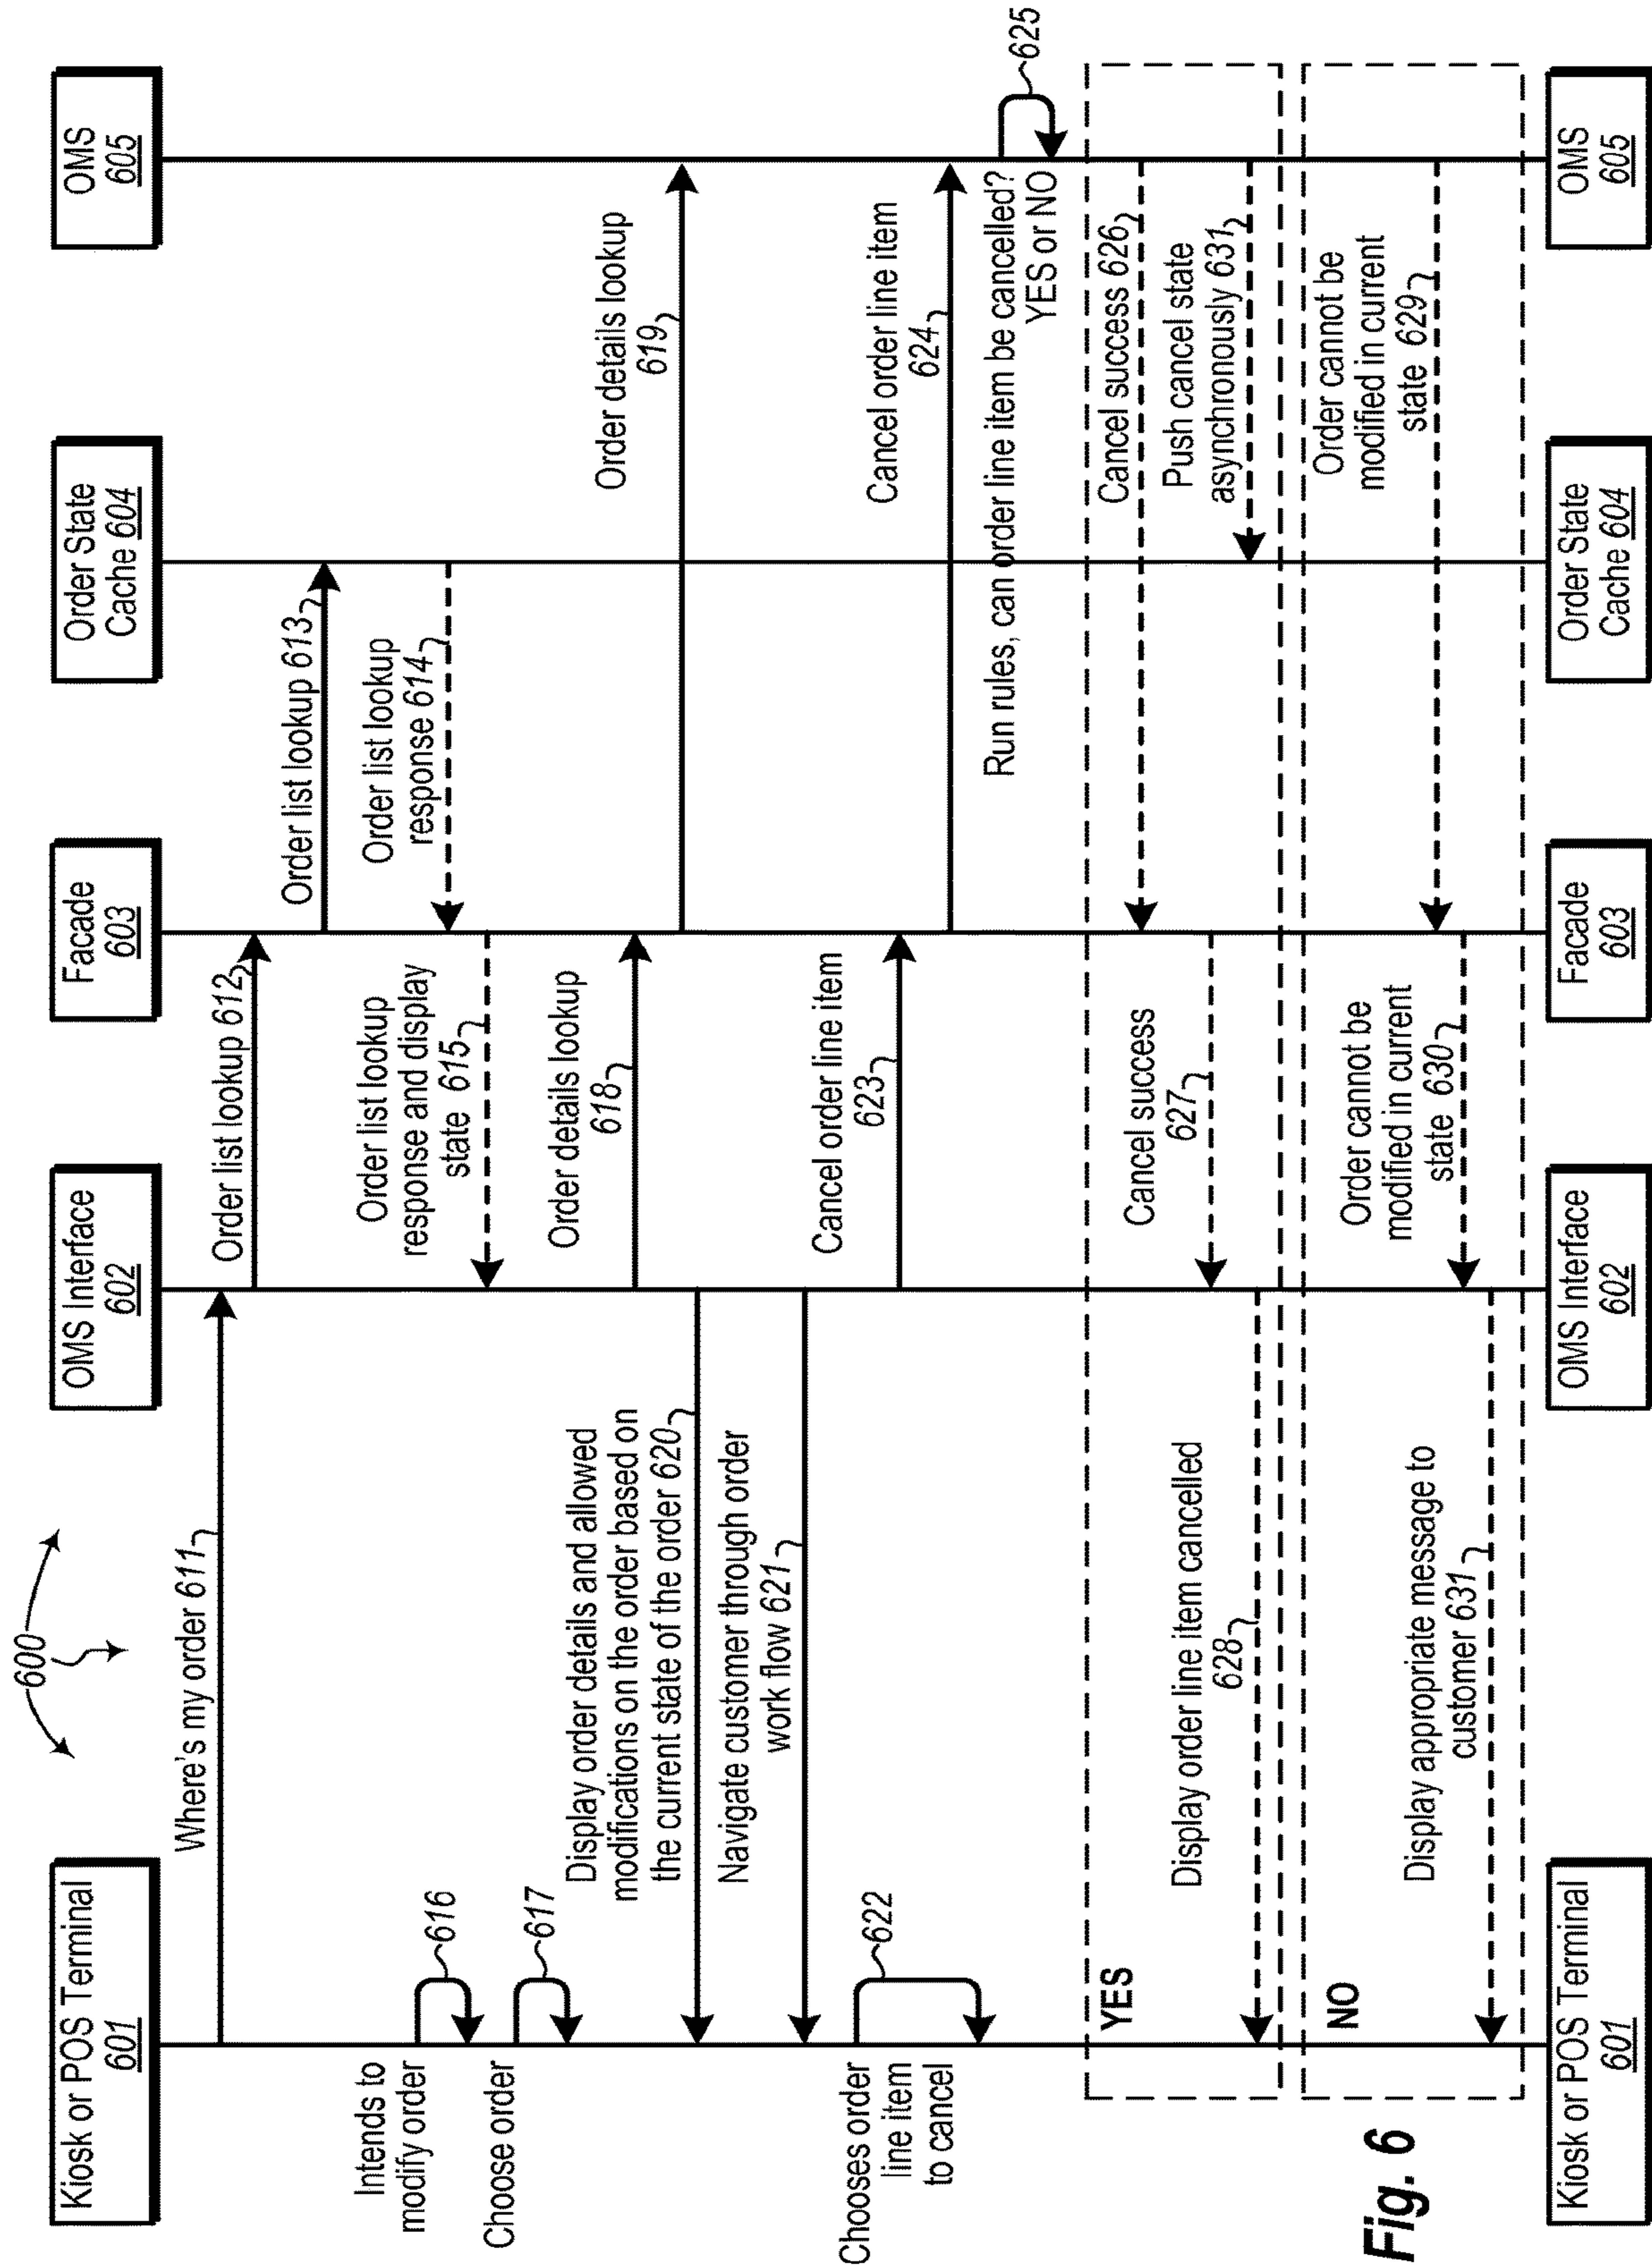 600
Kiosk or POS Terminal
601
OMS Interface
602
Facade
603
Order State
Cache 604
OMS
605
Where's my order 611
Order list lookup 612
Order list lookup 613
Order list lookup
response 614
Order list lookup
response and display
state 615
Intends to
modify order
616
Choose order
617
Order details lookup
618
Order details lookup
619
Display order details and allowed
modifications on the order based on
the current state of the order 620
Navigate customer through order
work flow 621
Chooses order
line item
to cancel
622
Cancel order line item
623
Cancel order line item
624
Run rules, can order line item be cancelled?
YES or NO
625
YES
Cancel success 626
Cancel success
627
Push cancel state
asynchronously 631
Display order line item cancelled
628
NO
Order cannot be
modified in current
state 629
Order cannot be
modified in current
state 630
Display appropriate message to
customer 631
Kiosk or POS Terminal
601
OMS Interface
602
Facade
603
Order State
Cache 604
OMS
605
Fig. 6